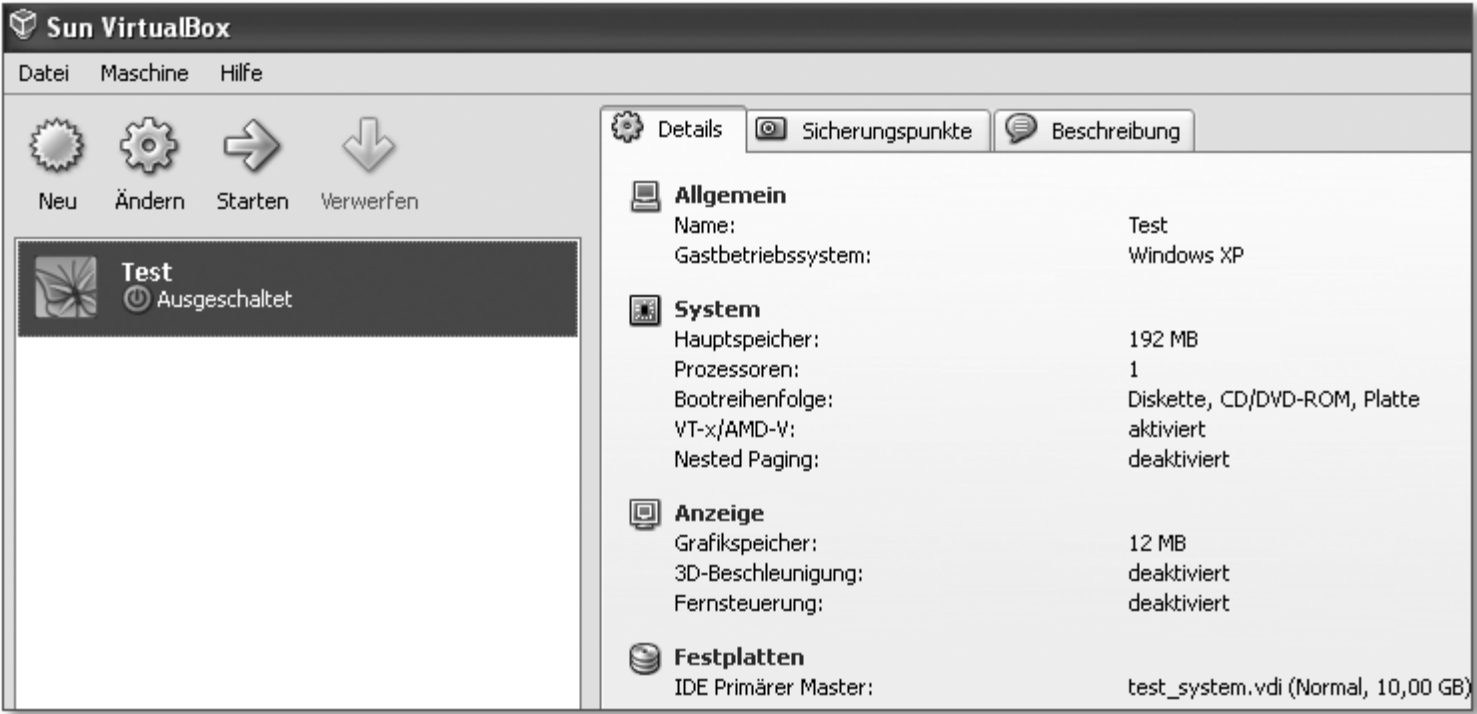 Sun VirtualBox
Datei Maschine Hilfe
Neu Ändern Starten Verwerfen
Test
Ausgeschaltet
Details Sicherungspunkte Beschreibung
Allgemein
Name: Test
Gastbetriebssystem: Windows XP
System
Hauptspeicher: 192 MB
Prozessoren: 1
Bootreihenfolge: Diskette, CD/DVD-ROM, Platte
VT-x/AMD-V: aktiviert
Nested Paging: deaktiviert
Anzeige
Grafikspeicher: 12 MB
3D-Beschleunigung: deaktiviert
Fernsteuerung: deaktiviert
Festplatten
IDE Primärer Master: test_system.vdi (Normal, 10,00 GB)